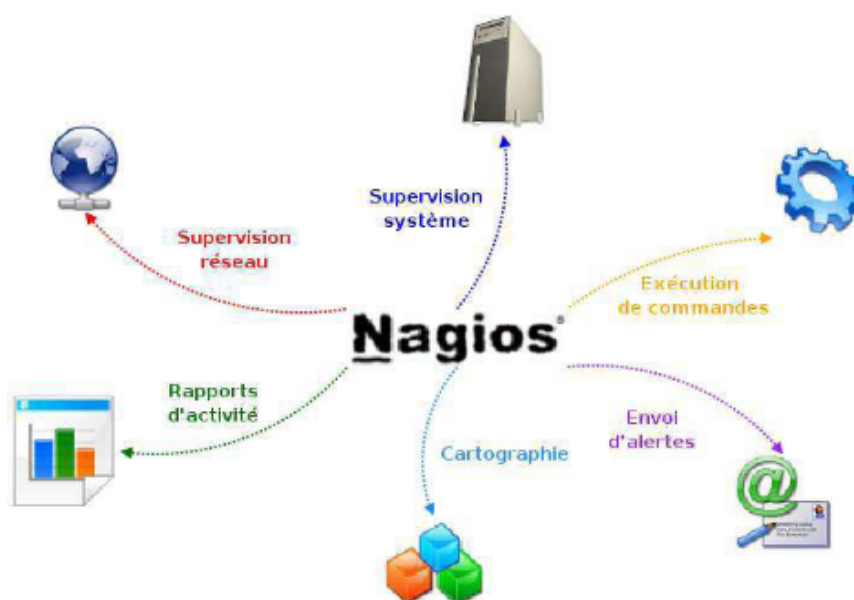 Supervision
système
Supervision
réseau
Exécution
de commandes
Nagios®
Rapports
d'activité
Envoi
d'alertes
Cartographie
@